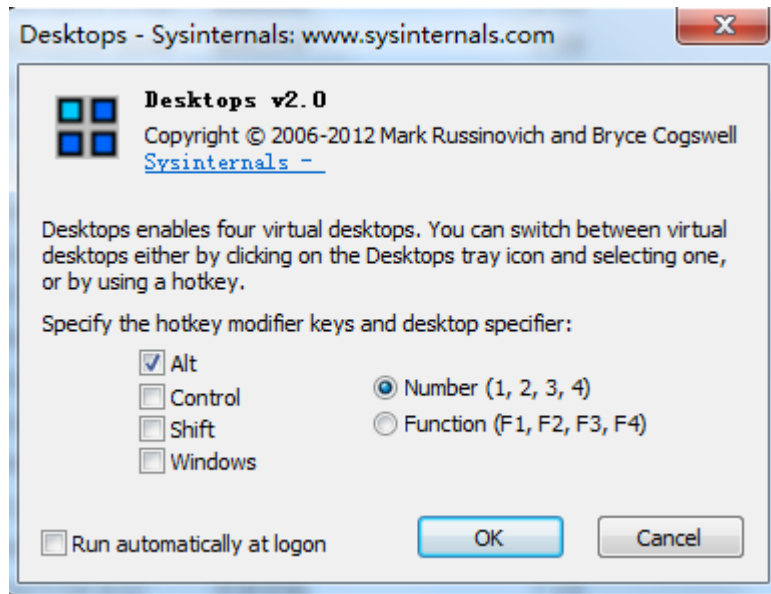 Desktops - Sysinternals: www.sysinternals.com
Desktops v2.0
Copyright © 2006-2012 Mark Russinovich and Bryce Cogswell
Sysinternals -
Desktops enables four virtual desktops. You can switch between virtual
desktops either by clicking on the Desktops tray icon and selecting one,
or by using a hotkey.
Specify the hotkey modifier keys and desktop specifier:
Alt
Control
Shift
Windows
Number (1, 2, 3, 4)
Function (F1, F2, F3, F4)
Run automatically at logon
OK
Cancel